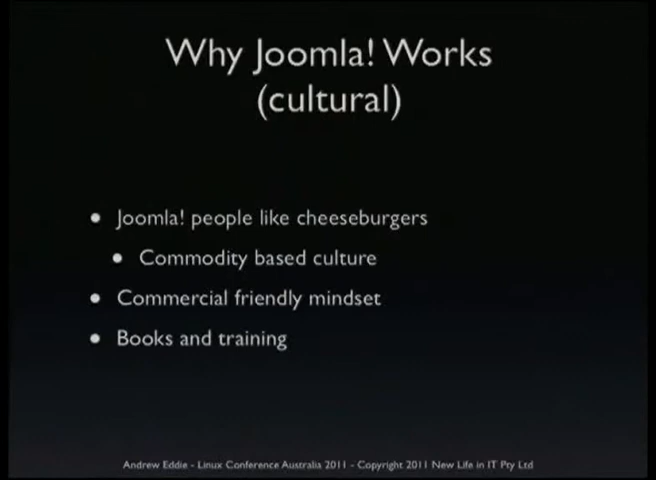 Why Joomla! Works
(cultural)
Joomla! people like cheeseburgers
Commodity based culture
Commercial friendly mindset
Books and training
Andrew Eddie - Linux Conference Australia 2011 - Copyright 2011 New Life in IT Pty Ltd